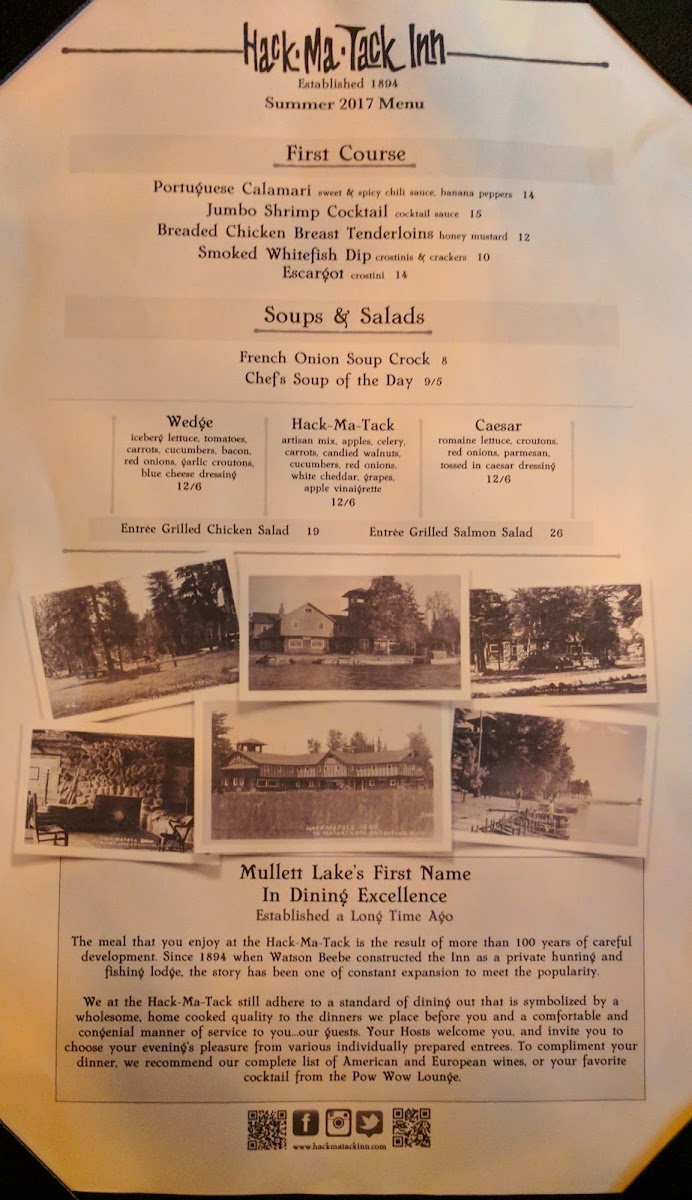 Hack·Ma·Tack Inn
Established 1894
Summer 2017 Menu
First Course
Portuguese Calamari sweet & spicy chili sauce, banana peppers 14
Jumbo Shrimp Cocktail cocktail sauce 15
Breaded Chicken Breast Tenderloins honey mustard 12
Smoked Whitefish Dip crostinis & crackers 10
Escargot crostini 14
Soups & Salads
French Onion Soup Crock 8
Chefs Soup of the Day 9/5
Wedge
iceberg lettuce, tomatoes,
carrots, cucumbers, bacon,
red onions, garlic croutons,
blue cheese dressing
12/6
Hack-Ma-Tack
artisan mix, apples, celery,
carrots, candied walnuts,
cucumbers, red onions,
white cheddar, grapes,
apple vinaigrette
12/6
Caesar
romaine lettuce, croutons,
red onions, parmesan,
tossed in caesar dressing
12/6
Entrée Grilled Chicken Salad 19
Entrée Grilled Salmon Salad 26
HACKMATACK INN
Mullett Lake's First Name
In Dining Excellence
Established a Long Time Ago
The meal that you enjoy at the Hack-Ma-Tack is the result of more than 100 years of careful
development. Since 1894 when Watson Beebe constructed the Inn as a private hunting and
fishing lodge, the story has been one of constant expansion to meet the popularity.
We at the Hack-Ma-Tack still adhere to a standard of dining out that is symbolized by a
wholesome, home cooked quality to the dinners we place before you and a comfortable and
congenial manner of service to you...our guests. Your Hosts welcome you, and invite you to
choose your evening's pleasure from various individually prepared entrees. To compliment your
dinner, we recommend our complete list of American and European wines, or your favorite
cocktail from the Pow Wow Lounge.
www.hackmatackinn.com